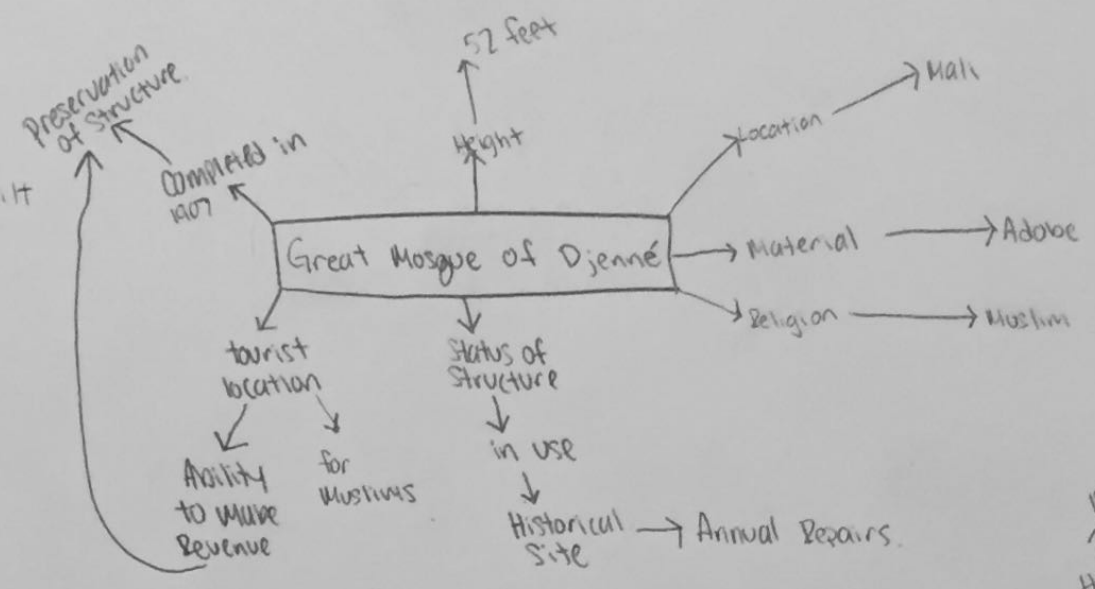 52 feet
Mali
Preservation
of Structure.
Height
Location
Completed in
1907
Great Mosque of Djenné
Material
Adobe
Religion
Muslim
tourist
location
Status of
Structure
in use
Ability
to make
Revenue
for
Muslims
Historical
Site
Annual Repairs.